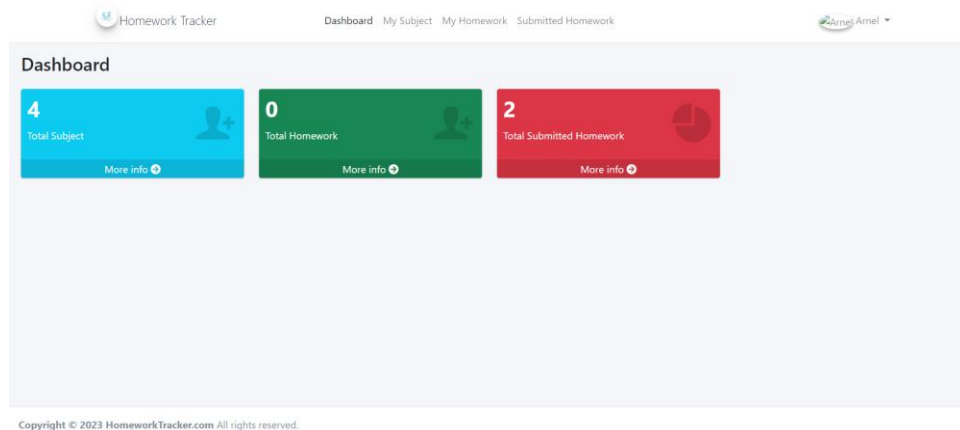 Homework Tracker
Dashboard My Subject My Homework Submitted Homework
Arnel Arnel
Dashboard
4
Total Subject
More info
0
Total Homework
More info
2
Total Submitted Homework
More info
Copyright © 2023 HomeworkTracker.com All rights reserved.